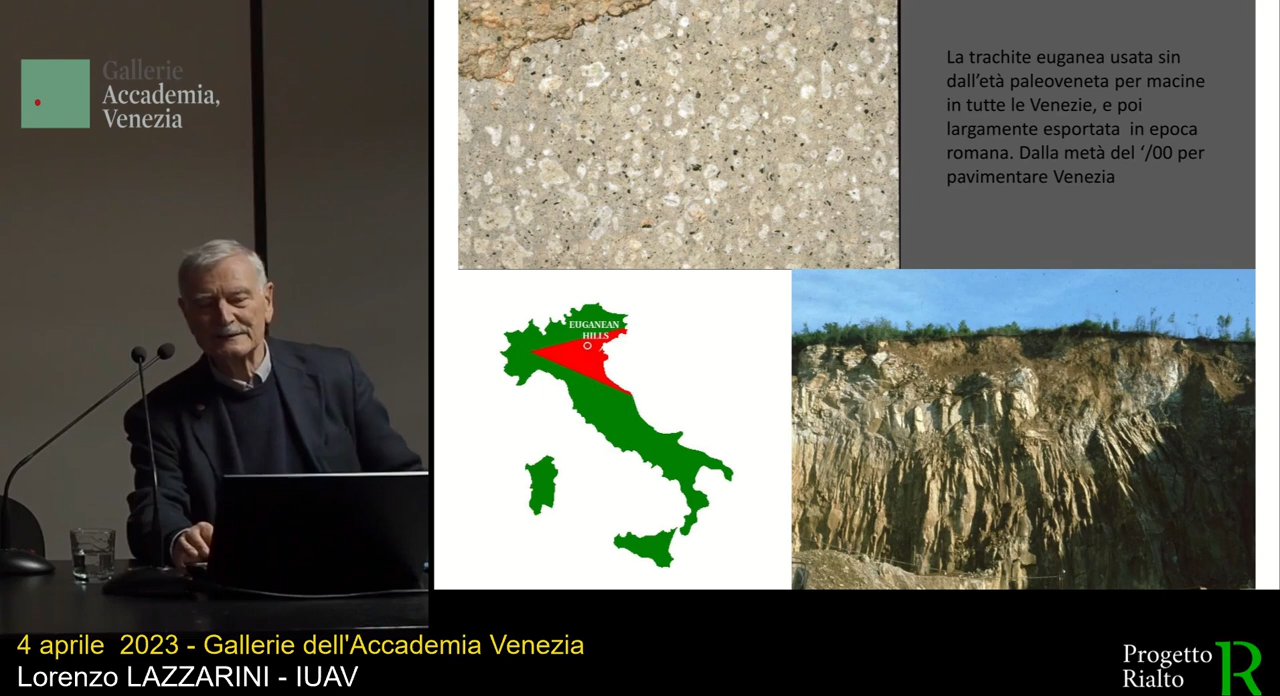 Gallerie
Accademia,
Venezia
La trachite euganea usata sin
dall'età paleoveneta per macine
in tutte le Venezie, e poi
largamente esportata in epoca
romana. Dalla metà del '/00 per
pavimentare Venezia
EUGANEAN
HILLS
4 aprile 2023 - Gallerie dell'Accademia Venezia
Lorenzo LAZZARINI - IUAV
Progetto
Rialto
R